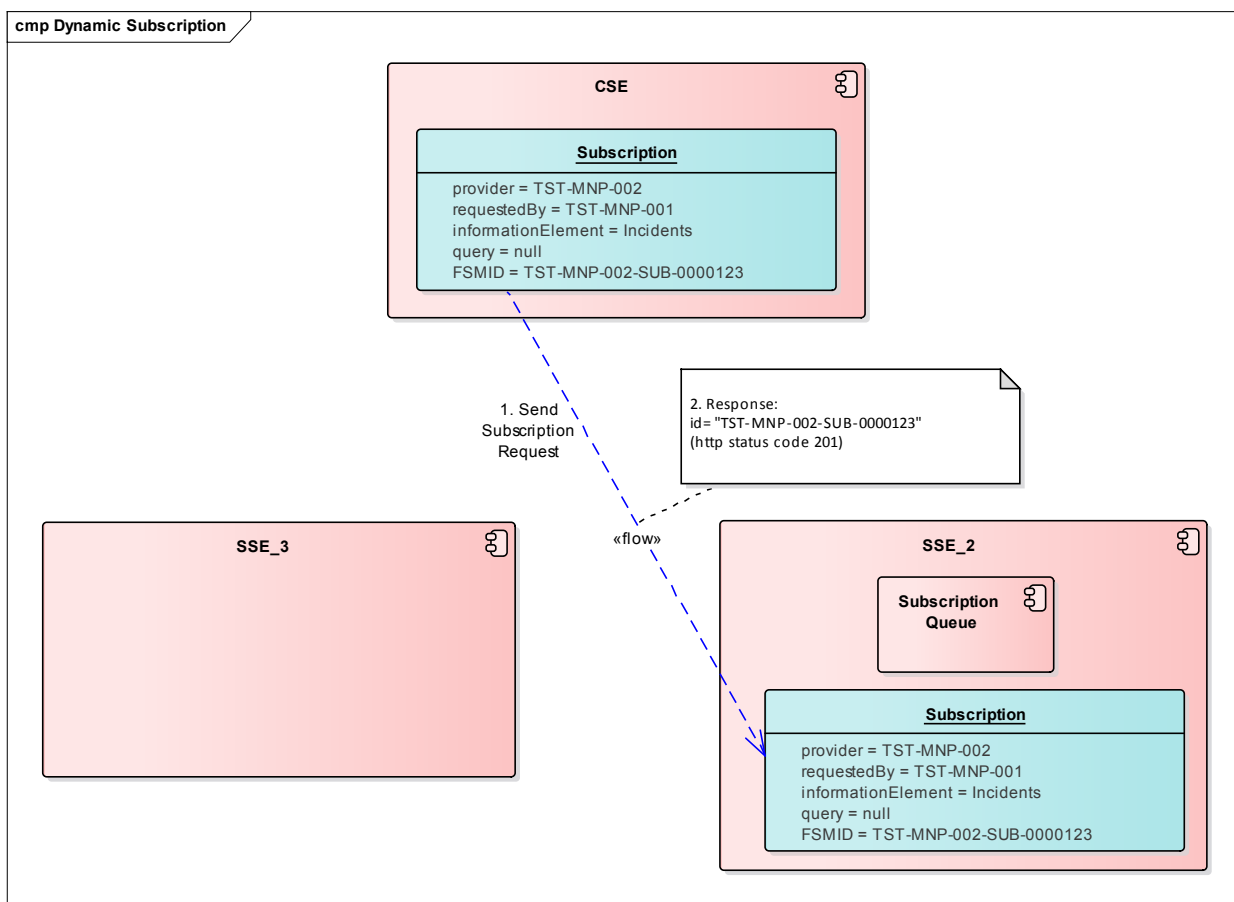 cmp Dynamic Subscription
CSE
Subscription
provider = TST-MNP-002
requestedBy = TST-MNP-001
informationElement = Incidents
query = null
FSMID = TST-MNP-002-SUB-0000123
1. Send
Subscription
Request
2. Response:
id= "TST-MNP-002-SUB-0000123"
(http status code 201)
«flow»
SSE_3
SSE_2
Subscription
Queue
Subscription
provider = TST-MNP-002
requestedBy = TST-MNP-001
informationElement = Incidents
query = null
FSMID = TST-MNP-002-SUB-0000123